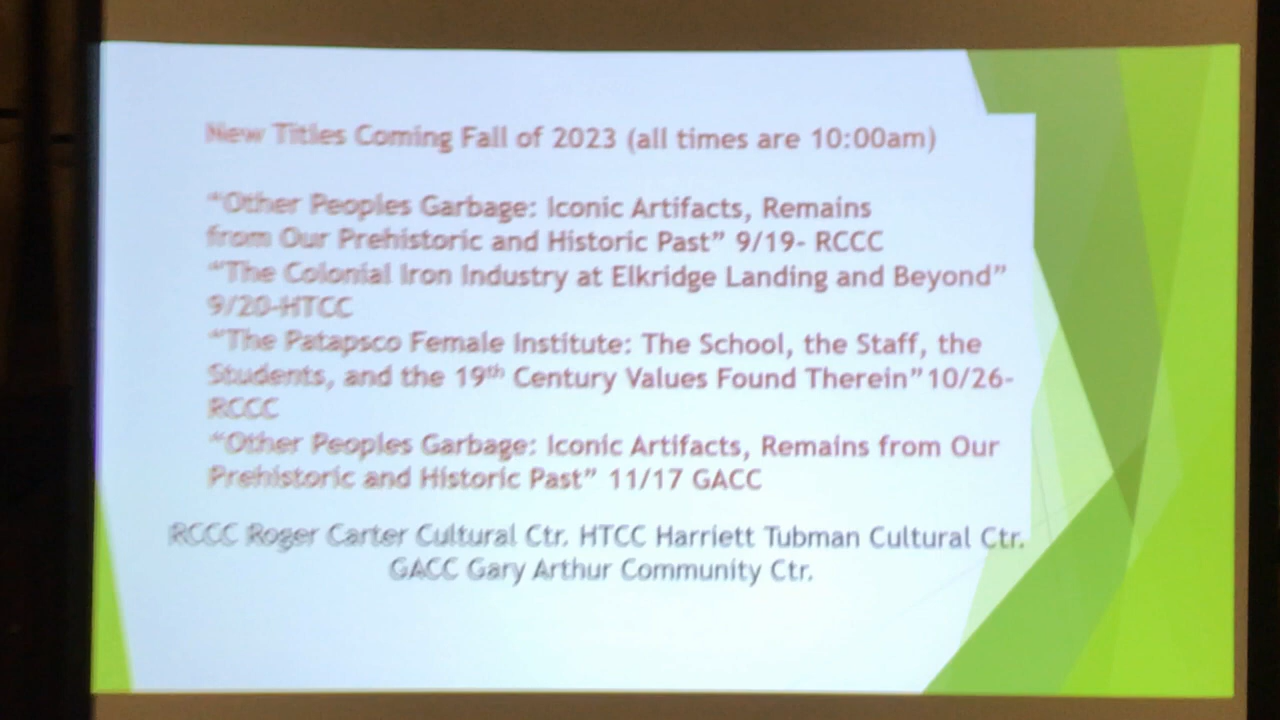 New Titles Coming Fall of 2023 (all times are 10:00am)
“Other Peoples Garbage: Iconic Artifacts, Remains
from Our Prehistoric and Historic Past” 9/19- RCCC
“The Colonial Iron Industry at Elkridge Landing and Beyond”
9/20-HTCC
“The Patapsco Female Institute: The School, the Staff, the
Students, and the 19th Century Values Found Therein” 10/26-
RCCC
“Other Peoples Garbage: Iconic Artifacts, Remains from Our
Prehistoric and Historic Past” 11/17 GACC
RCCC Roger Carter Cultural Ctr. HTCC Harriett Tubman Cultural Ctr.
GACC Gary Arthur Community Ctr.